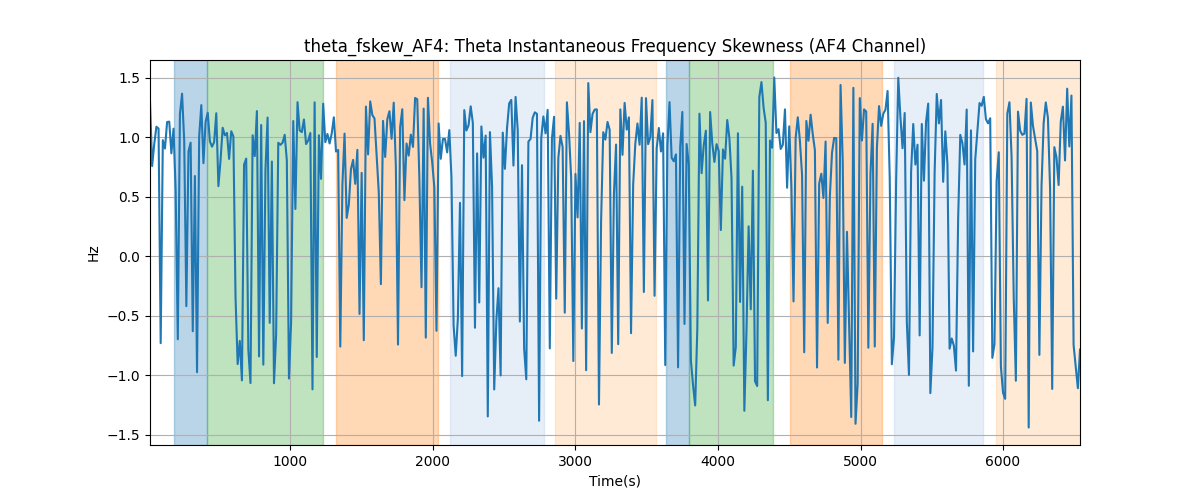 theta_fskew_AF4: Theta Instantaneous Frequency Skewness (AF4 Channel)
1.5
1.0
0.5
0.0
−0.5
−1.0
−1.5
Hz
1000 2000 3000 4000 5000 6000
Time(s)